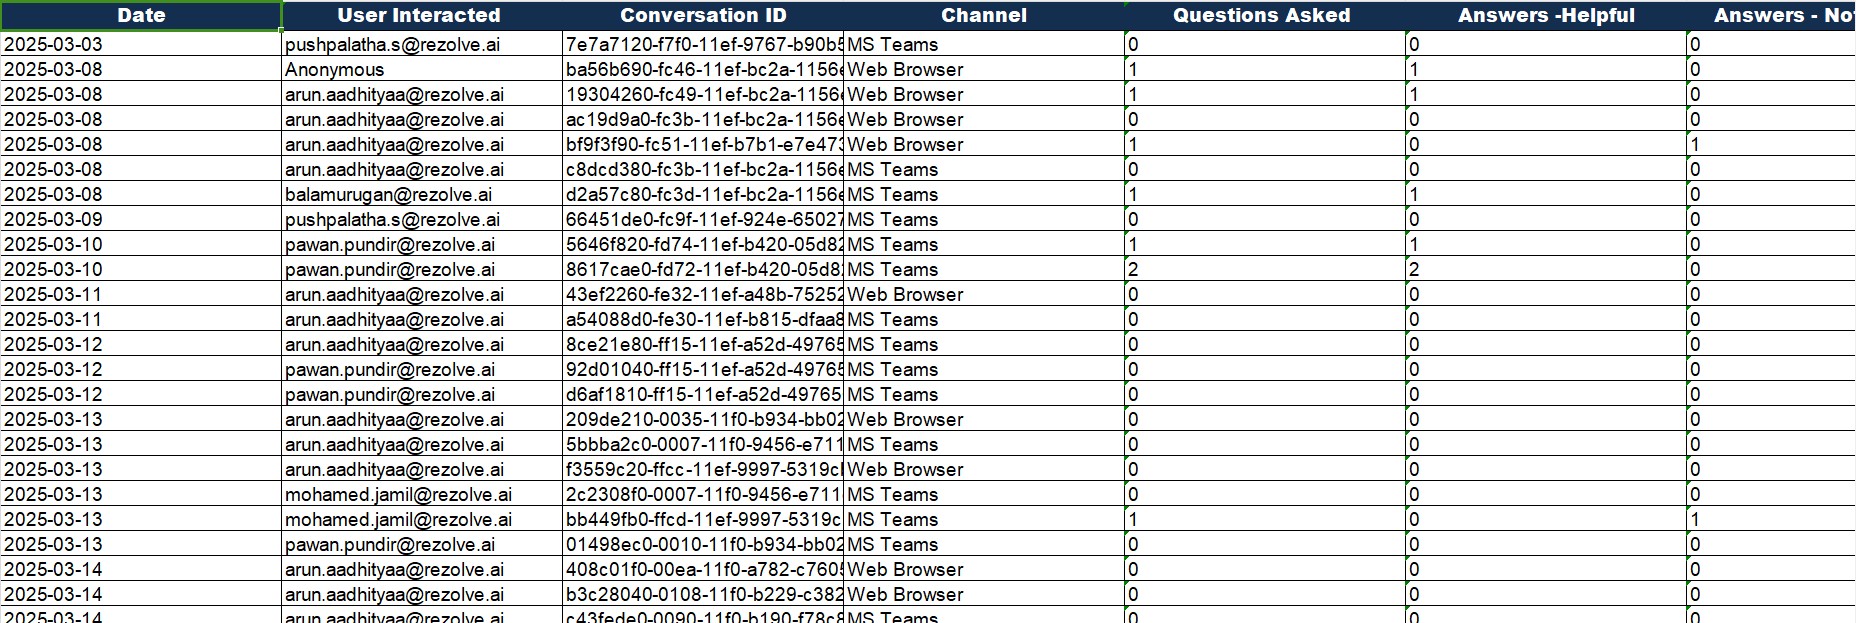 Date User Interacted Conversation ID Channel Questions Asked Answers -Helpful Answers - No
2025-03-03 pushpalatha.s@rezolve.ai 7e7a7120-f7f0-11ef-9767-b90b5 MS Teams 0 0 0
2025-03-08 Anonymous ba56b690-fc46-11ef-bc2a-1156e Web Browser 1 1 0
2025-03-08 arun.aadhityaa@rezolve.ai 19304260-fc49-11ef-bc2a-1156e Web Browser 1 1 0
2025-03-08 arun.aadhityaa@rezolve.ai ac19d9a0-fc3b-11ef-bc2a-1156e Web Browser 0 0 0
2025-03-08 arun.aadhityaa@rezolve.ai bf9f3f90-fc51-11ef-b7b1-e7e473 Web Browser 1 0 1
2025-03-08 arun.aadhityaa@rezolve.ai c8dcd380-fc3b-11ef-bc2a-1156e MS Teams 0 0 0
2025-03-08 balamurugan@rezolve.ai d2a57c80-fc3d-11ef-bc2a-1156e MS Teams 1 1 0
2025-03-09 pushpalatha.s@rezolve.ai 66451de0-fc9f-11ef-924e-65027 MS Teams 0 0 0
2025-03-10 pawan.pundir@rezolve.ai 5646f820-fd74-11ef-b420-05d82 MS Teams 1 1 0
2025-03-10 pawan.pundir@rezolve.ai 8617cae0-fd72-11ef-b420-05d8 MS Teams 2 2 0
2025-03-11 arun.aadhityaa@rezolve.ai 43ef2260-fe32-11ef-a48b-75252 Web Browser 0 0 0
2025-03-11 arun.aadhityaa@rezolve.ai a54088d0-fe30-11ef-b815-dfaa8 MS Teams 0 0 0
2025-03-12 arun.aadhityaa@rezolve.ai 8ce21e80-ff15-11ef-a52d-49765 MS Teams 0 0 0
2025-03-12 pawan.pundir@rezolve.ai 92d01040-ff15-11ef-a52d-49765 MS Teams 0 0 0
2025-03-12 pawan.pundir@rezolve.ai d6af1810-ff15-11ef-a52d-49765 MS Teams 0 0 0
2025-03-13 arun.aadhityaa@rezolve.ai 209de210-0035-11f0-b934-bb02 Web Browser 0 0 0
2025-03-13 arun.aadhityaa@rezolve.ai 5bbba2c0-0007-11f0-9456-e711 MS Teams 0 0 0
2025-03-13 arun.aadhityaa@rezolve.ai f3559c20-ffcc-11ef-9997-5319c Web Browser 0 0 0
2025-03-13 mohamed.jamil@rezolve.ai 2c2308f0-0007-11f0-9456-e711 MS Teams 0 0 0
2025-03-13 mohamed.jamil@rezolve.ai bb449fb0-ffcd-11ef-9997-5319c MS Teams 1 0 1
2025-03-13 pawan.pundir@rezolve.ai 01498ec0-0010-11f0-b934-bb02 MS Teams 0 0 0
2025-03-14 arun.aadhityaa@rezolve.ai 408c01f0-00ea-11f0-a782-c760 Web Browser 0 0 0
2025-03-14 arun.aadhityaa@rezolve.ai b3c28040-0108-11f0-b229-c382 Web Browser 0 0 0
2025-03-14 arun.aadhityaa@rezolve.ai c43fede0-0090-11f0-b190-f78c8 MS Teams 0 0 0